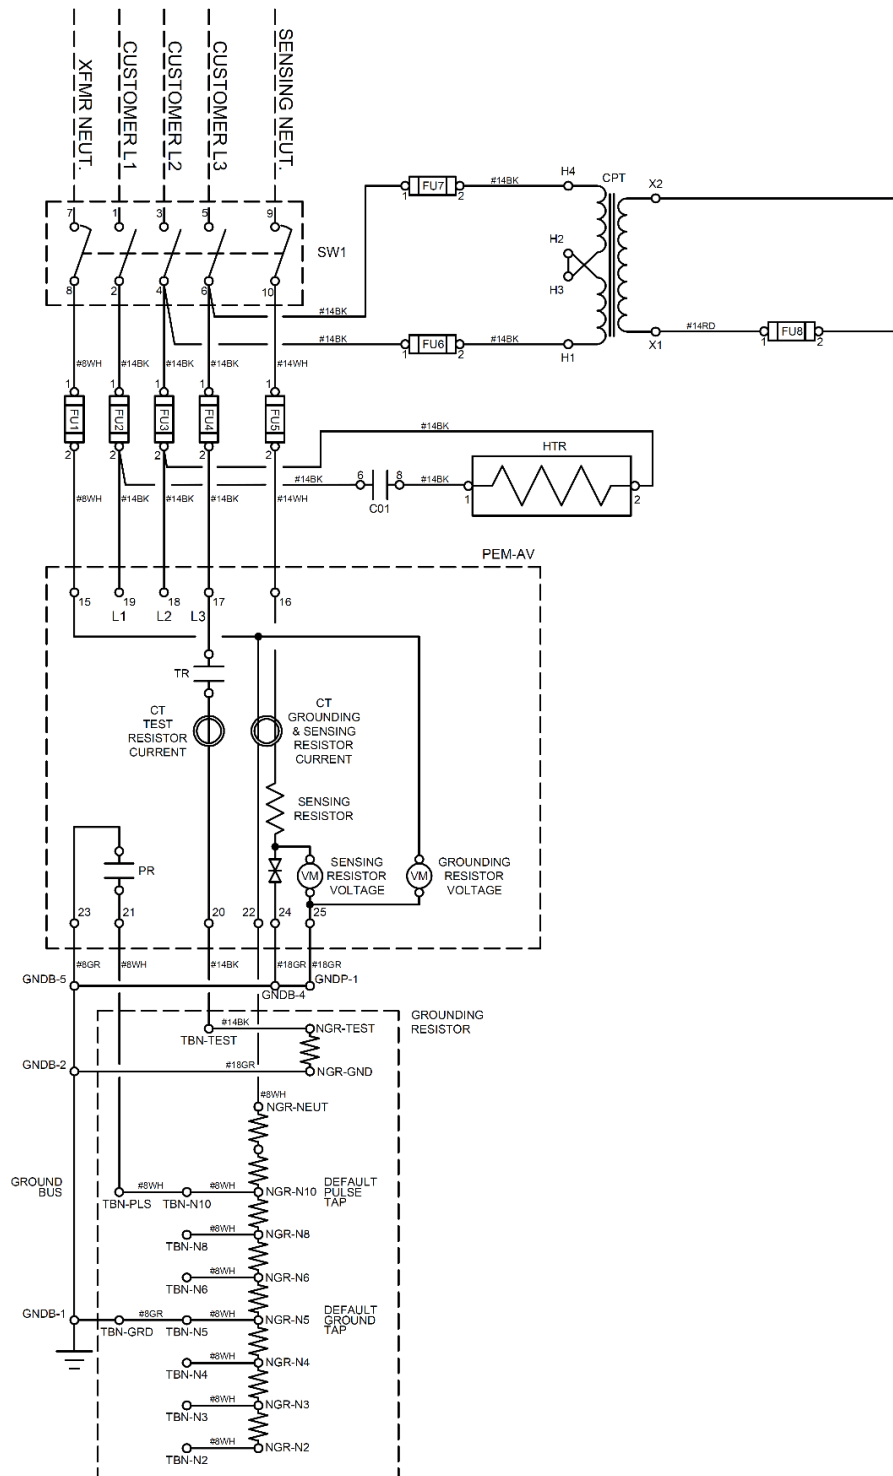 XFMR NEUT.
CUSTOMER L1
CUSTOMER L2
CUSTOMER L3
SENSING NEUT.
7 1 3 5 9
SW1
8 2 4 6 10
1 FU7 2
#14BK
H4
CPT
X2
H2
H3
#14BK
#14BK
1 FU6 2
#14BK
H1
X1
#14RD
1 FU8 2
#8WH #14BK #14BK #14BK #14WH
1 1 1 1 1
FU1 FU2 FU3 FU4 FU5
2 2 2 2 2
#14BK
HTR
#14BK
6 8
C01
#14BK
1 2
#8WH #14BK #14BK #14BK #14WH
PEM-AV
15 19 18 17 16
L1 L2 L3
TR
CT
TEST
RESISTOR
CURRENT
CT
GROUNDING
& SENSING
RESISTOR
CURRENT
SENSING
RESISTOR
PR
VM
SENSING
RESISTOR
VOLTAGE
VM
GROUNDING
RESISTOR
VOLTAGE
23 21 20 22 24 25
#8GR #8WH #14BK #18GR #18GR
GNDB-5
GNDB-4
GNDP-1
GROUNDING
RESISTOR
#14BK
TBN-TEST
NGR-TEST
GNDB-2
#18GR
NGR-GND
#8WH
NGR-NEUT
GROUND
BUS
#8WH #8WH
TBN-PLS TBN-N10 NGR-N10
DEFAULT
PULSE
TAP
#8WH
TBN-N8 NGR-N8
#8WH
TBN-N6 NGR-N6
GNDB-1
#8GR #8WH
TBN-GRD TBN-N5 NGR-N5
DEFAULT
GROUND
TAP
#8WH
TBN-N4 NGR-N4
#8WH
TBN-N3 NGR-N3
#8WH
TBN-N2 NGR-N2